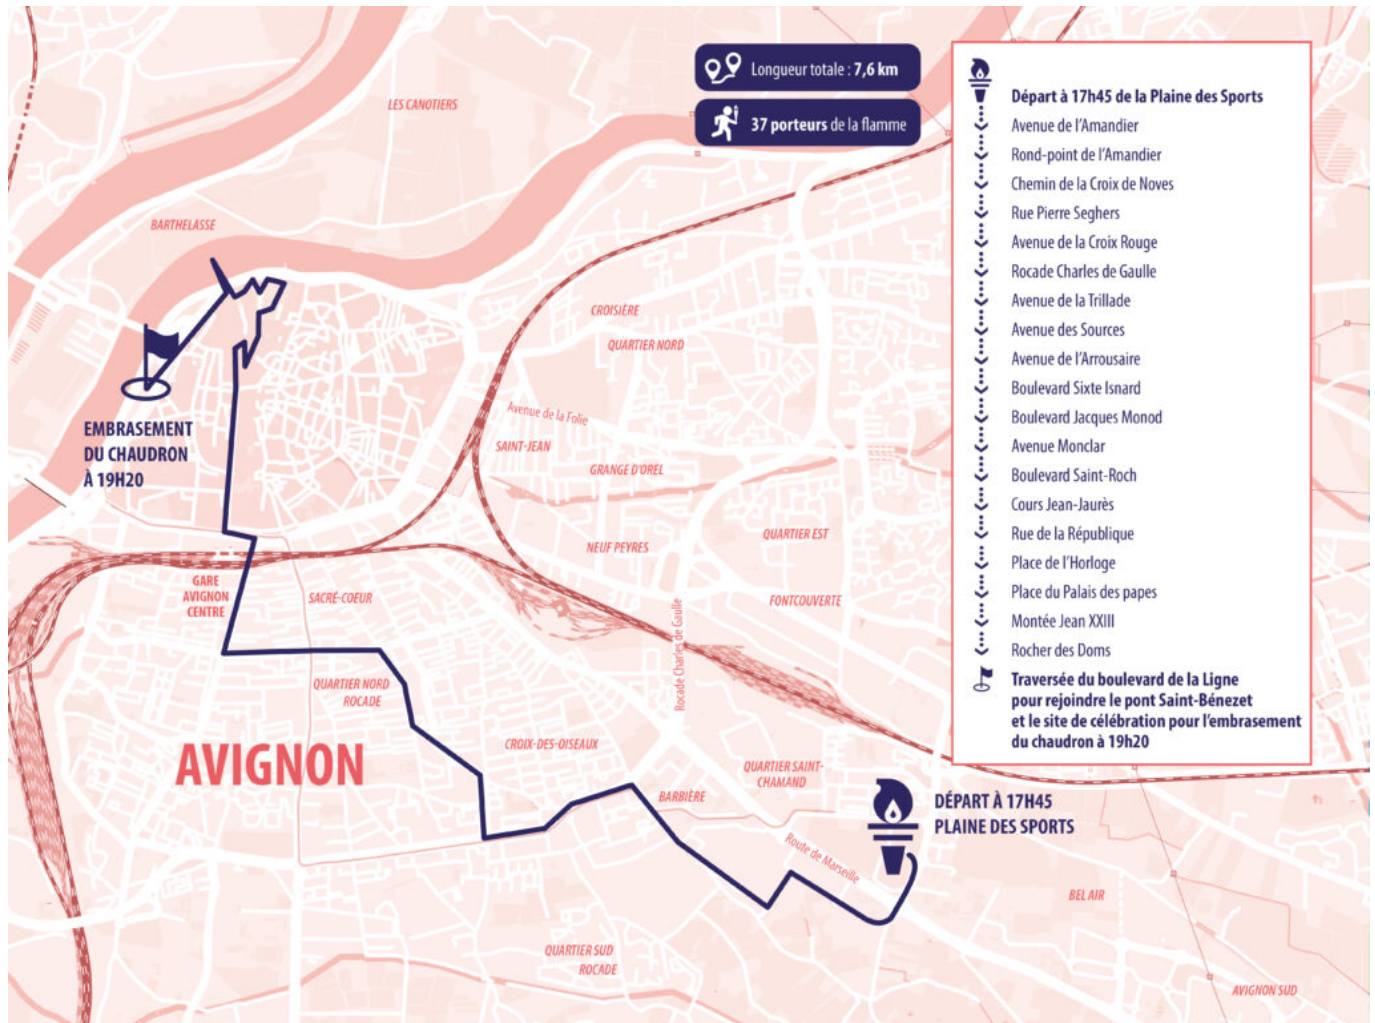 Longueur totale : 7,6 km
37 porteurs de la flamme
Départ à 17h45 de la Plaine des Sports
Avenue de l'Amandier
Rond-point de l'Amandier
Chemin de la Croix de Noves
Rue Pierre Seghers
Avenue de la Croix Rouge
Rocade Charles de Gaulle
Avenue de la Trillade
Avenue des Sources
Avenue de l'Arrousaire
Boulevard Sixte Isnard
Boulevard Jacques Monod
Avenue Monclar
Boulevard Saint-Roch
Cours Jean-Jaurès
Rue de la République
Place de l'Horloge
Place du Palais des papes
Montée Jean XXIII
Rocher des Doms
Traversée du boulevard de la Ligne
pour rejoindre le pont Saint-Bénezet
et le site de célébration pour l'embrasement
du chaudron à 19h20
LES CANOTIERS
BARTHELASSE
CROISIÈRE
QUARTIER NORD
Avenue de la Folie
SAINT-JEAN
GRANGE D'OREL
EMBRASEMENT
DU CHAUDRON
À 19H20
QUARTIER EST
NEUF PEYRES
GARE
AVIGNON
CENTRE
SACRÉ-COEUR
FONTCOUVERTE
Rocade Charles de Gaulle
QUARTIER NORD
ROCADE
AVIGNON
CROIX-DES-OISEAUX
QUARTIER SAINT-
CHAMAND
BARBIÈRE
DÉPART À 17H45
PLAINE DES SPORTS
Route de Marseille
BEL AIR
QUARTIER SUD
ROCADE
AVIGNON SUD